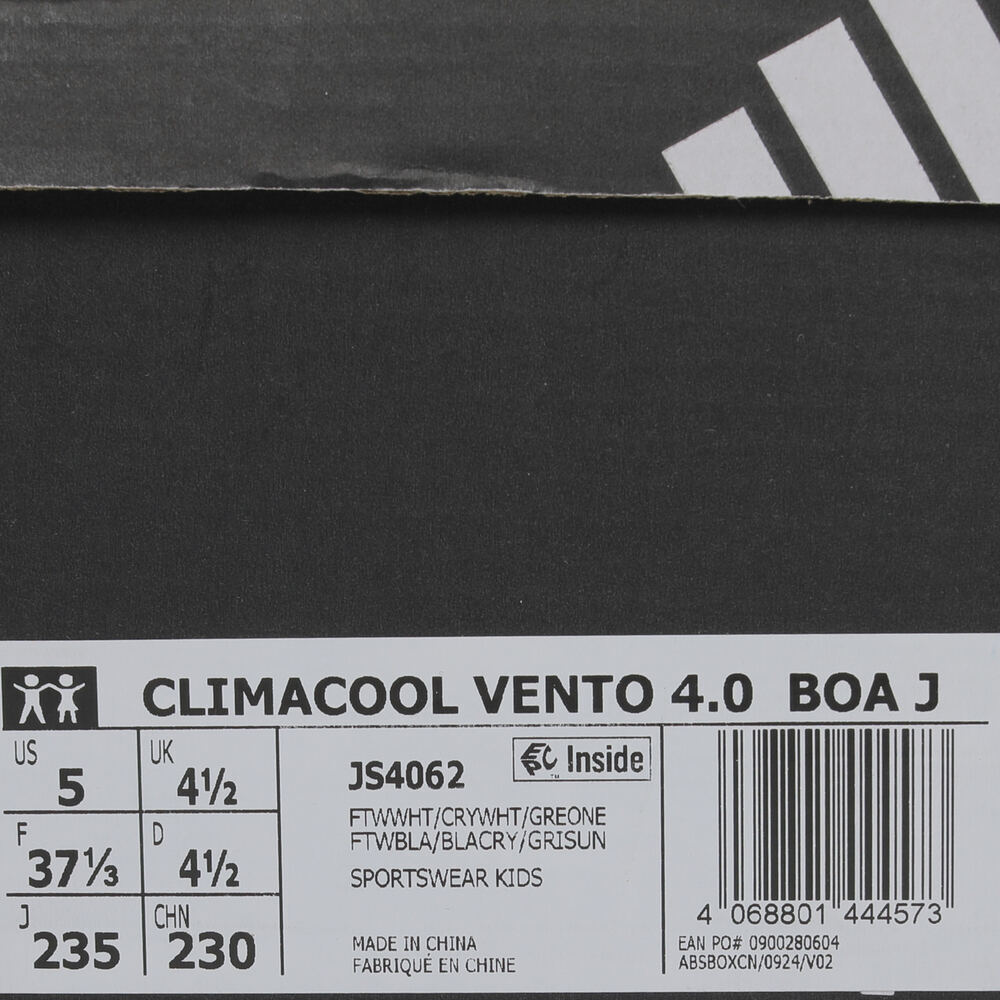 CLIMACOOL VENTO 4.0 BOA J
US 5
UK 4½
F 37⅓
D 4½
J 235
CHN 230
JS4062
EPC Inside
™
FTWWHT/CRYWHT/GREONE
FTWBLA/BLACRY/GRISUN
SPORTSWEAR KIDS
MADE IN CHINA
FABRIQUÉ EN CHINE
4 068801 444573
EAN PO# 0900280604
ABSBOXCN/0924/V02